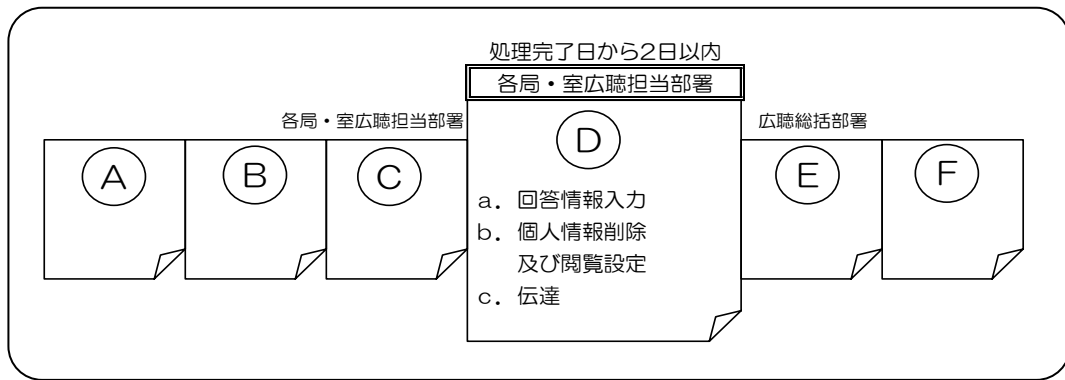 処理完了日から2日以内
各局・室広聴担当部署
各局・室広聴担当部署
広聴総括部署
A
B
C
D
E
F
a．回答情報入力
b．個人情報削除
及び閲覧設定
c．伝達